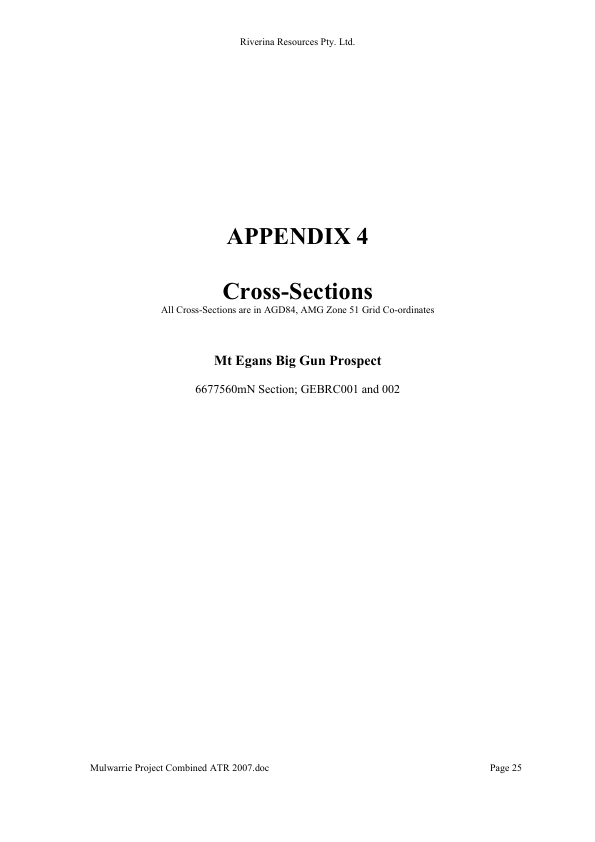 Riverina Resources Pty. Ltd.
APPENDIX 4
Cross-Sections
All Cross-Sections are in AGD84, AMG Zone 51 Grid Co-ordinates
Mt Egans Big Gun Prospect
6677560mN Section; GEBRC001 and 002
Mulwarrie Project Combined ATR 2007.doc Page 25